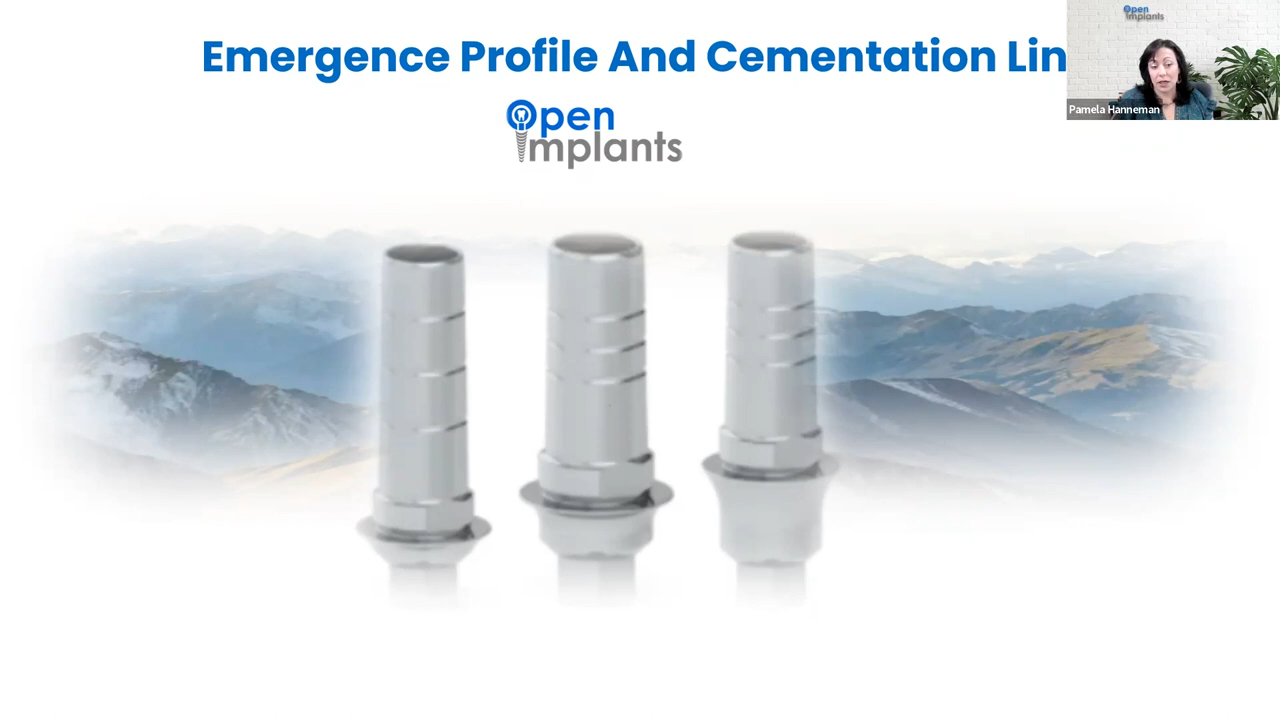 Emergence Profile And Cementation Lin
Open
Implants
Open
Implants
Pamela Hanneman